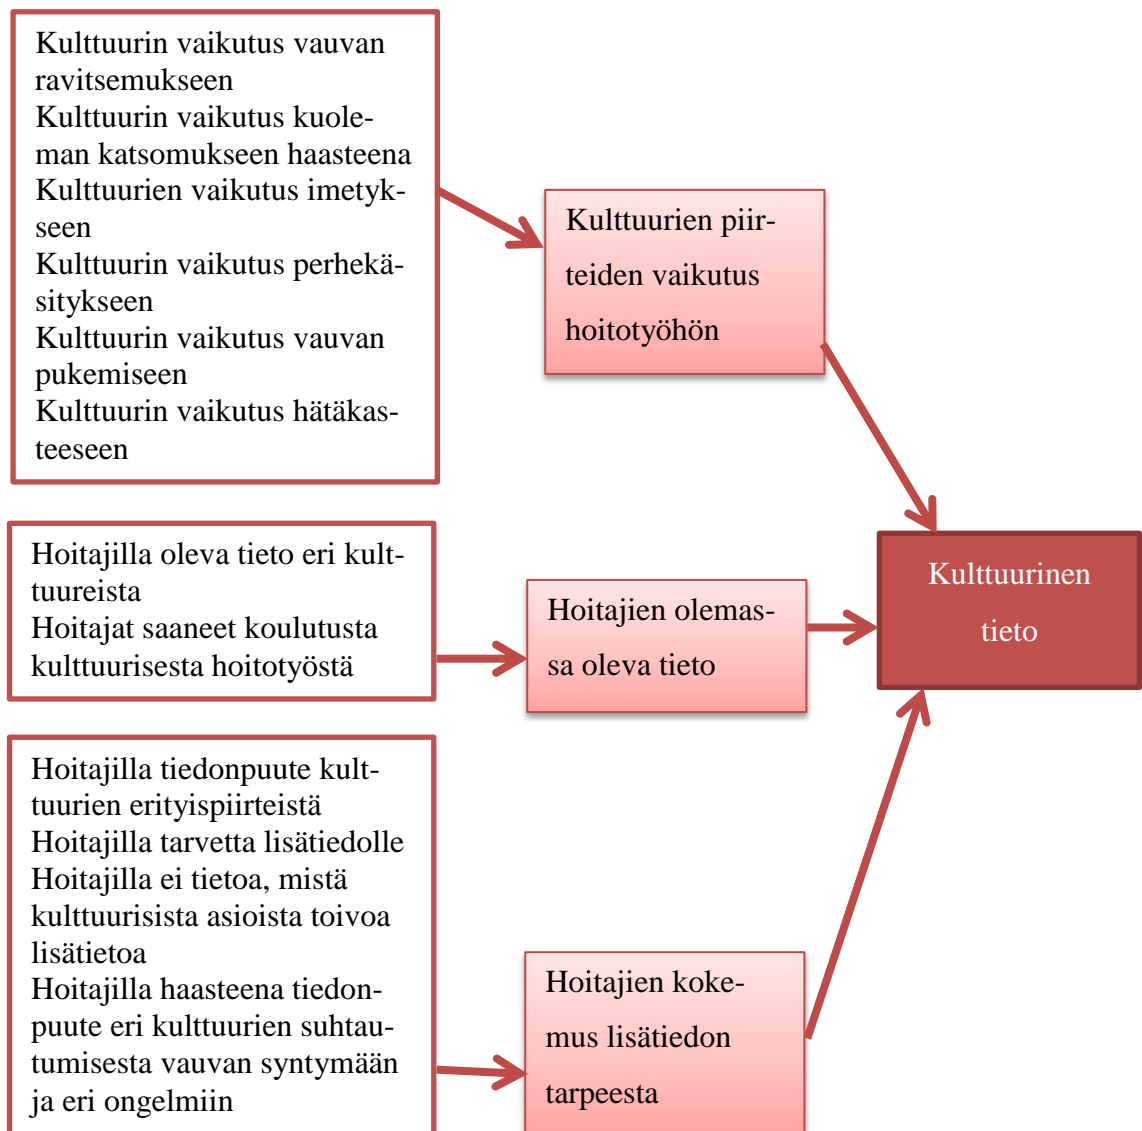 Kulttuurin vaikutus vauvan
ravitsemukseen
Kulttuurin vaikutus kuole-
man katsomukseen haasteena
Kulttuurien vaikutus imetyk-
seen
Kulttuurin vaikutus perhekä-
sitykseen
Kulttuurin vaikutus vauvan
pukemiseen
Kulttuurin vaikutus hätäkas-
teeseen
Kulttuurien piir-
teiden vaikutus
hoitotyöhön
Hoitajilla oleva tieto eri kult-
tuureista
Hoitajat saaneet koulutusta
kulttuurisesta hoitotyöstä
Hoitajien olemas-
sa oleva tieto
Kulttuurinen
tieto
Hoitajilla tiedonpuute kult-
tuurien erityispiirteistä
Hoitajilla tarvetta lisätiedolle
Hoitajilla ei tietoa, mistä
kulttuurisista asioista toivoa
lisätietoa
Hoitajilla haasteena tiedon-
puute eri kulttuurien suhtau-
tumisesta vauvan syntymään
ja eri ongelmiin
Hoitajien koke-
mus lisätiedon
tarpeesta